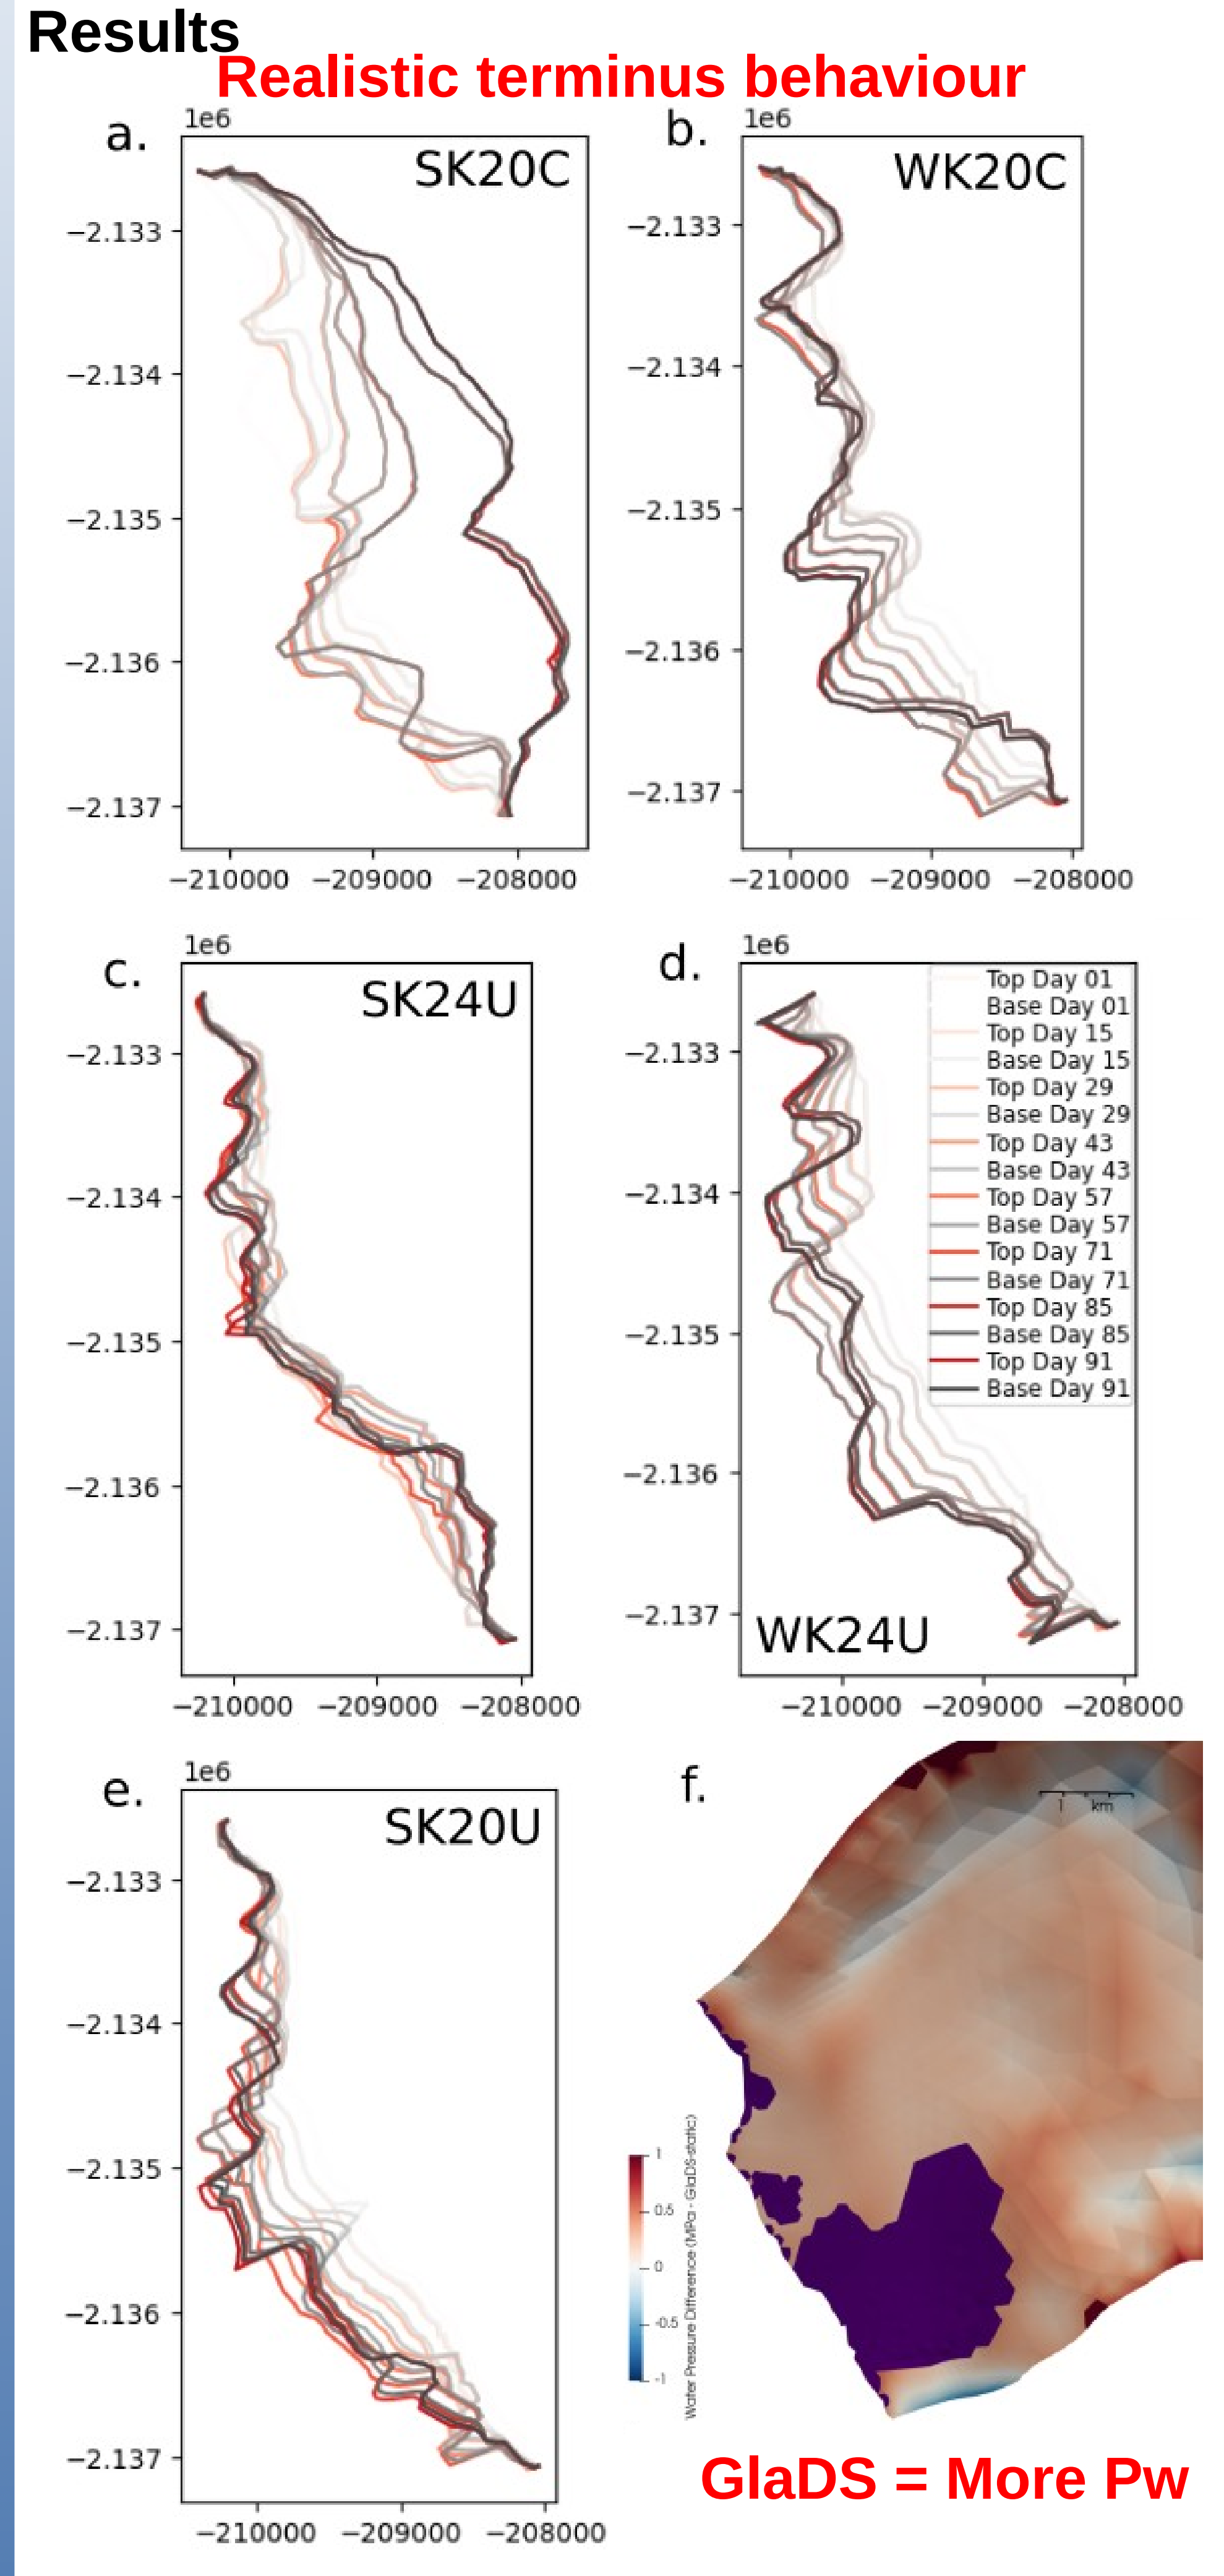 Results
Realistic terminus behaviour
a.
1e6
SK20C
−2.133
−2.134
−2.135
−2.136
−2.137
−210000 −209000 −208000
b.
1e6
WK20C
−2.133
−2.134
−2.135
−2.136
−2.137
−210000 −209000 −208000
c.
1e6
SK24U
−2.133
−2.134
−2.135
−2.136
−2.137
−210000 −209000 −208000
d.
1e6
Top Day 01
Base Day 01
Top Day 15
Base Day 15
Top Day 29
Base Day 29
Top Day 43
Base Day 43
Top Day 57
Base Day 57
Top Day 71
Base Day 71
Top Day 85
Base Day 85
Top Day 91
Base Day 91
−2.133
−2.134
−2.135
−2.136
−2.137
WK24U
−210000 −209000 −208000
e.
1e6
SK20U
−2.133
−2.134
−2.135
−2.136
−2.137
−210000 −209000 −208000
f.
1 km
1
0.5
0
-0.5
-1
Water Pressure Difference (MPa - GlaDS-static)
GlaDS = More Pw